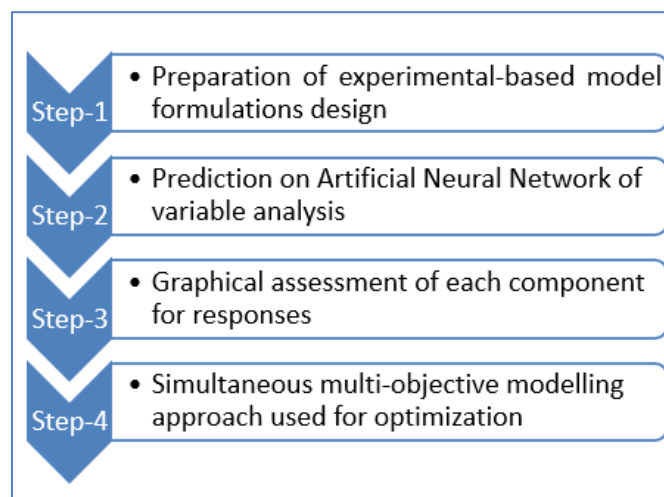 Step-1
• Preparation of experimental-based model
formulations design
Step-2
• Prediction on Artificial Neural Network of
variable analysis
Step-3
• Graphical assessment of each component
for responses
Step-4
• Simultaneous multi-objective modelling
approach used for optimization